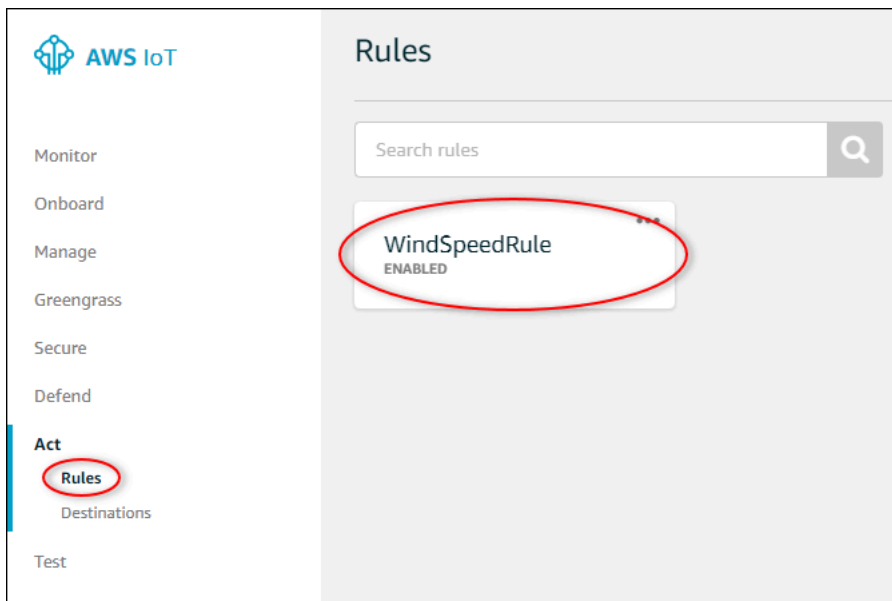 AWS IoT
Monitor
Onboard
Manage
Greengrass
Secure
Defend
Act
Rules
Destinations
Test
Rules
Search rules
WindSpeedRule
ENABLED